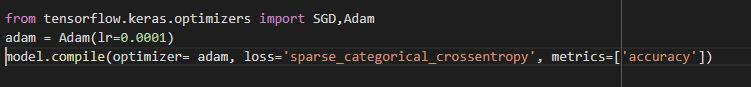 from tensorflow.keras.optimizers import SGD,Adam
adam = Adam(lr=0.0001)
model.compile(optimizer= adam, loss='sparse_categorical_crossentropy', metrics=['accuracy'])